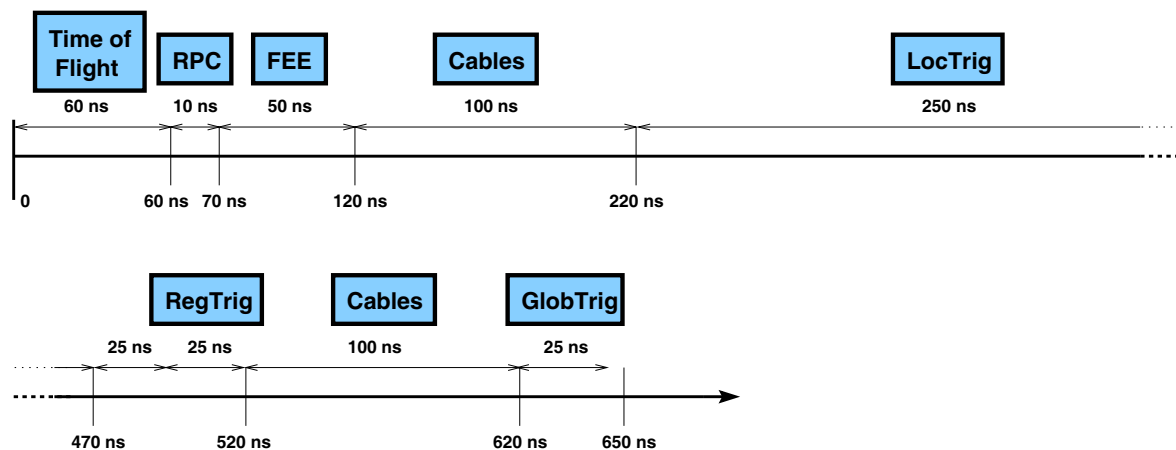 Time of
Flight
RPC
FEE
Cables
LocTrig
60 ns
10 ns
50 ns
100 ns
250 ns
0
60 ns
70 ns
120 ns
220 ns
RegTrig
Cables
GlobTrig
25 ns
25 ns
100 ns
25 ns
470 ns
520 ns
620 ns
650 ns